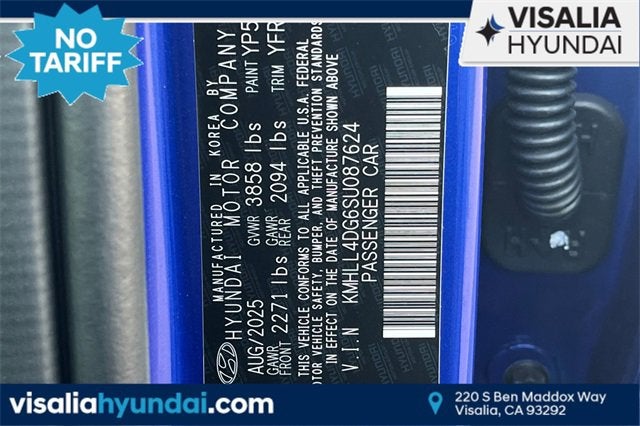 NO
TARIFF
VISALIA
HYUNDAI
MANUFACTURED IN KOREA BY
HYUNDAI MOTOR COMPANY
AUG/2025 GVWR 3858 lbs PAINT YP5
GAWR FRONT 2271 lbs GAWR REAR 2094 lbs TRIM YFR
THIS VEHICLE CONFORMS TO ALL APPLICABLE U.S.A. FEDERAL
MOTOR VEHICLE SAFETY, BUMPER, AND THEFT PREVENTION STANDARDS
IN EFFECT ON THE DATE OF MANUFACTURE SHOWN ABOVE
V.I.N KMHLL4DG6SU087624
PASSENGER CAR
visaliahyundai.com
220 S Ben Maddox Way
Visalia, CA 93292